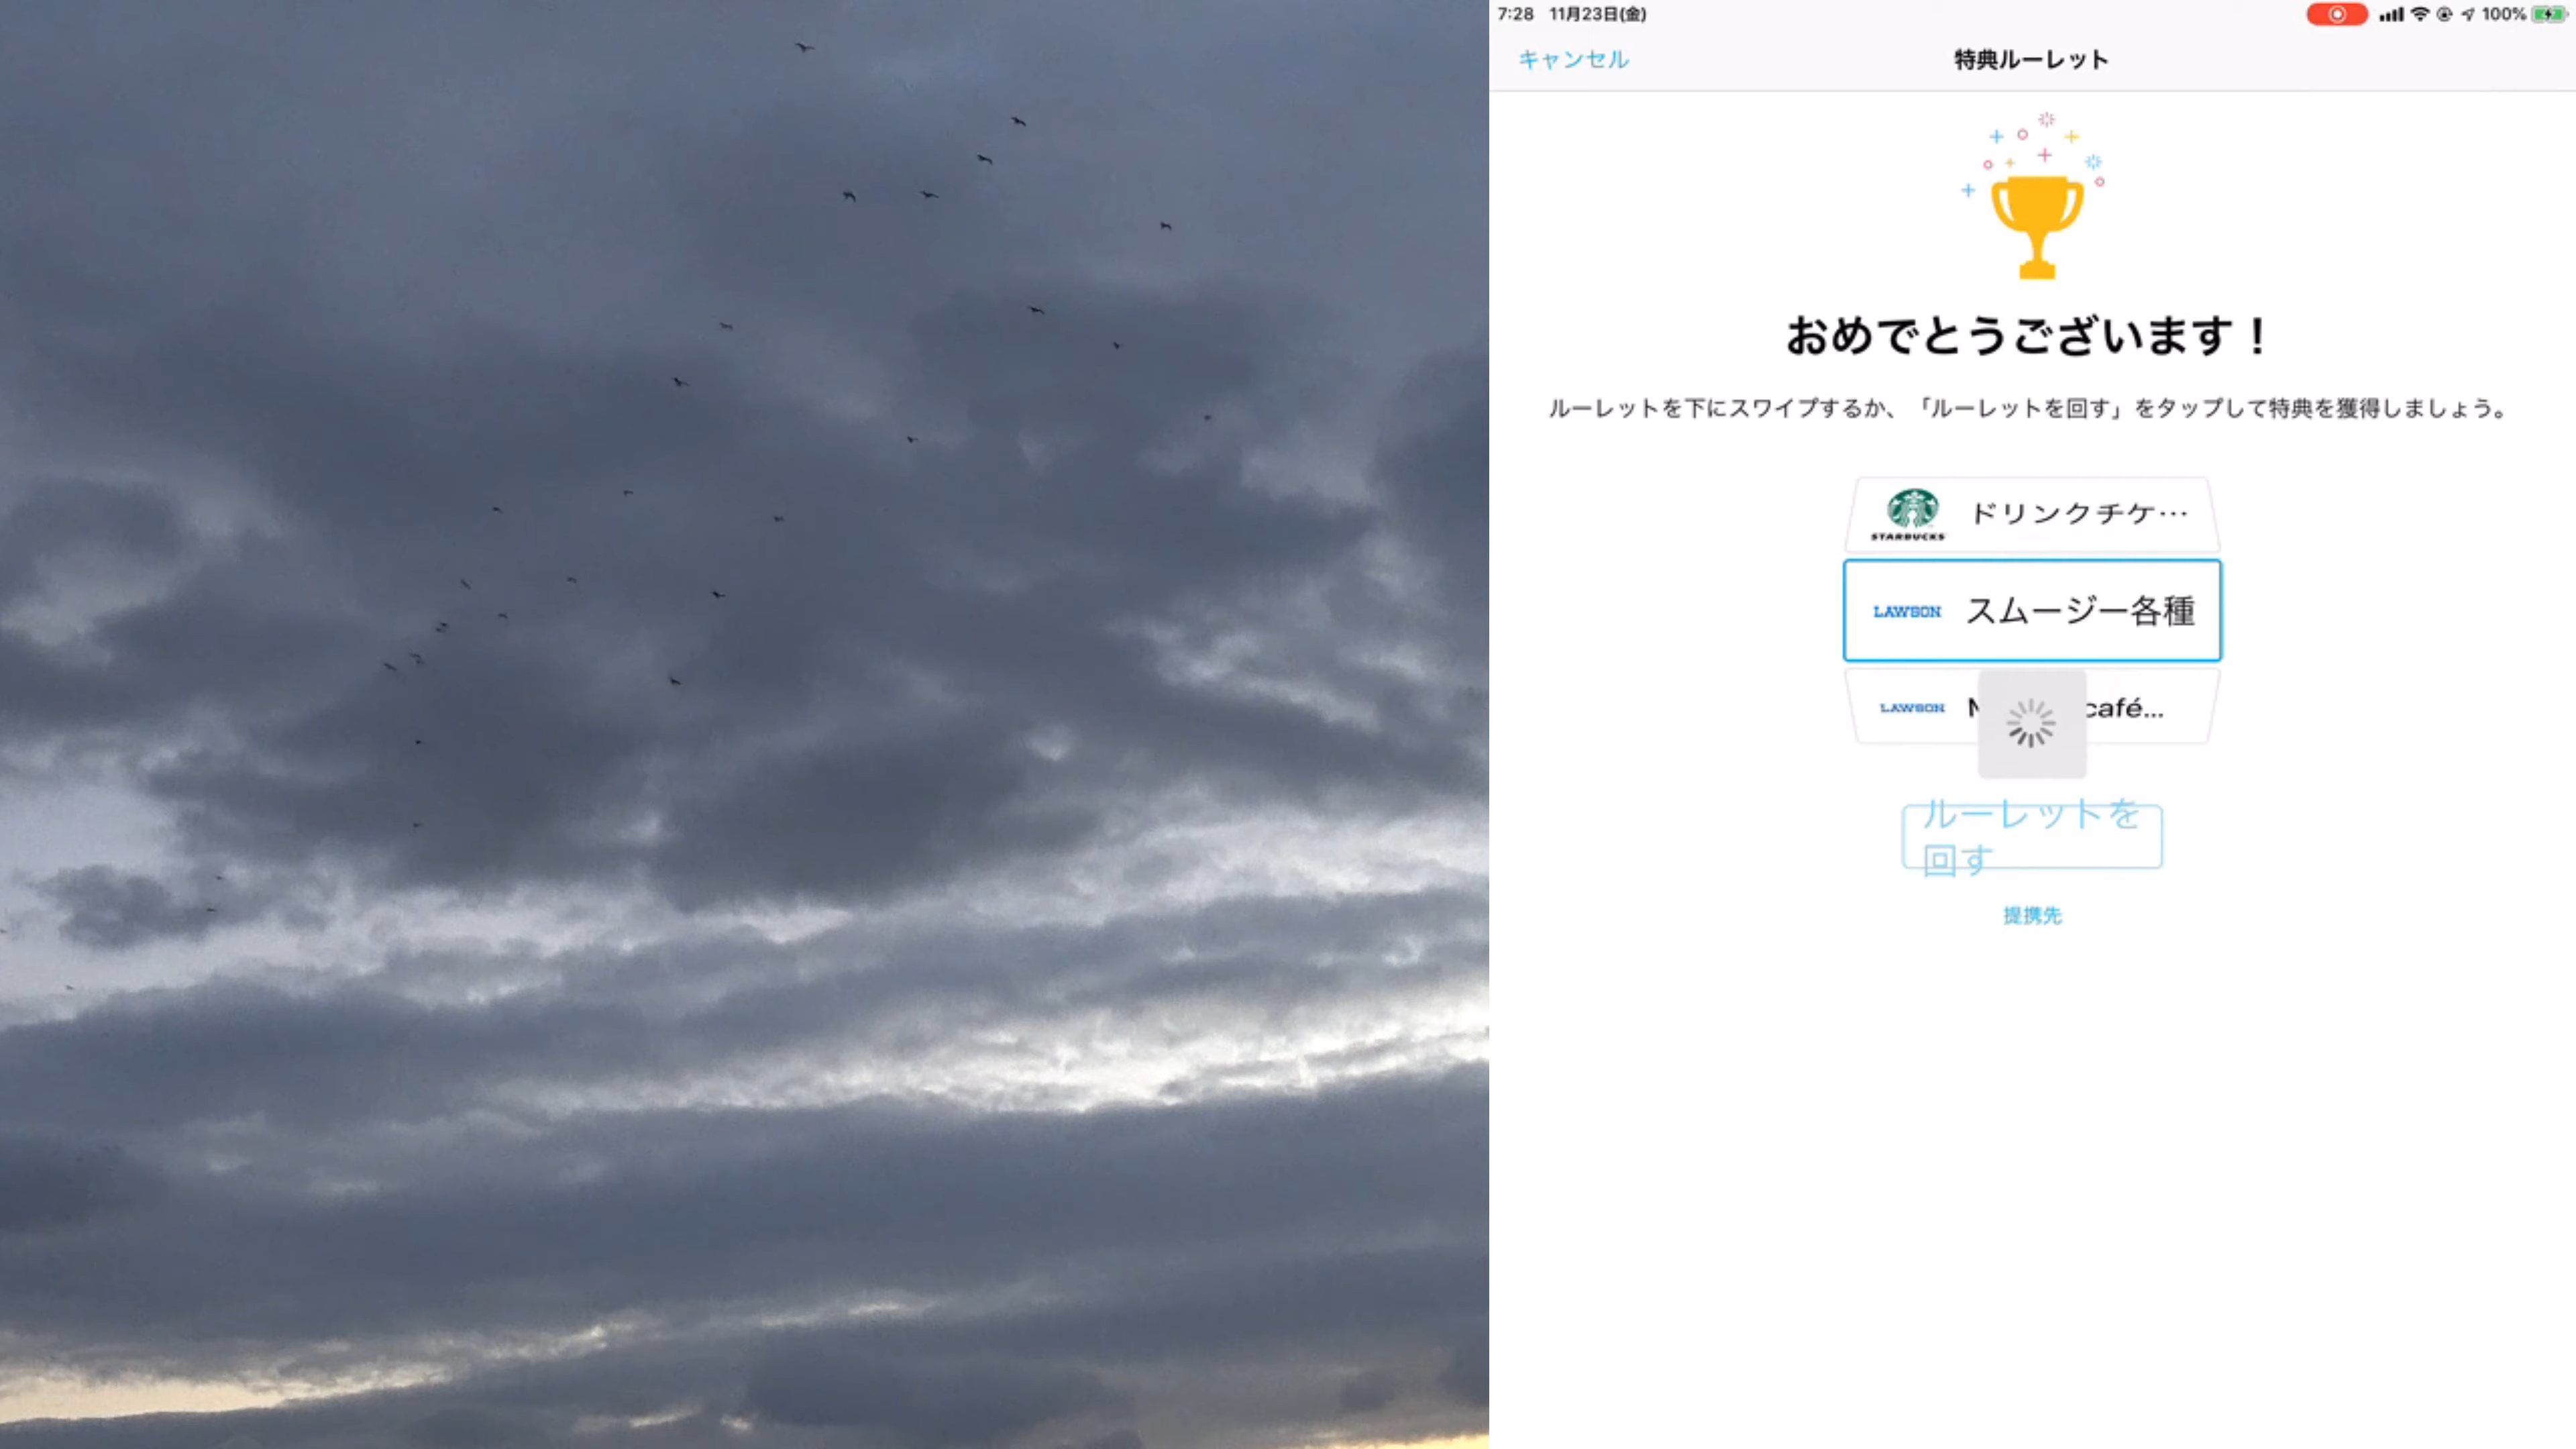 7:28 11月23日(金)
100%
キャンセル
特典ルーレット
おめでとうございます！
ルーレットを下にスワイプするか、「ルーレットを回す」をタップして特典を獲得しましょう。
STARBUCKS
ドリンクチケ…
LAWSON スムージー各種
LAWSON
café...
ルーレットを
回す
提携先